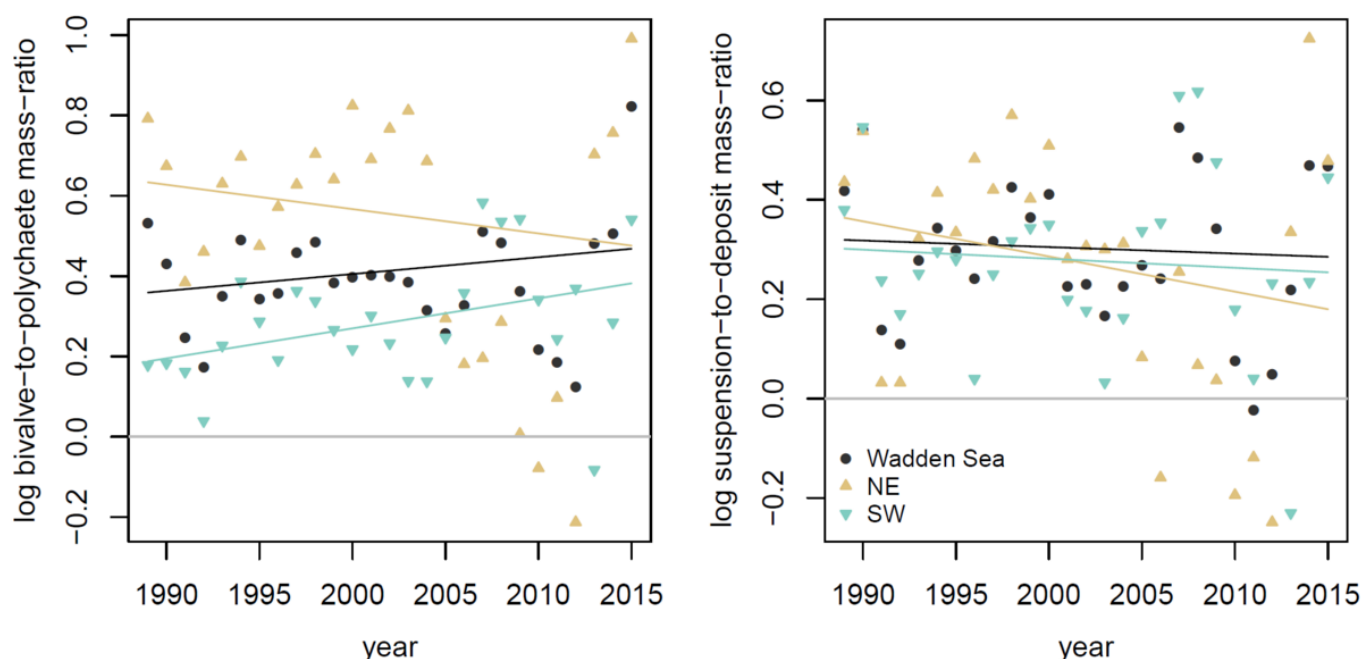 log bivalve−to−polychaete mass−ratio
1.0
0.8
0.6
0.4
0.2
0.0
−0.2
1990 1995 2000 2005 2010 2015
year
log suspension−to−deposit mass−ratio
0.6
0.4
0.2
0.0
−0.2
Wadden Sea
NE
SW
1990 1995 2000 2005 2010 2015
year